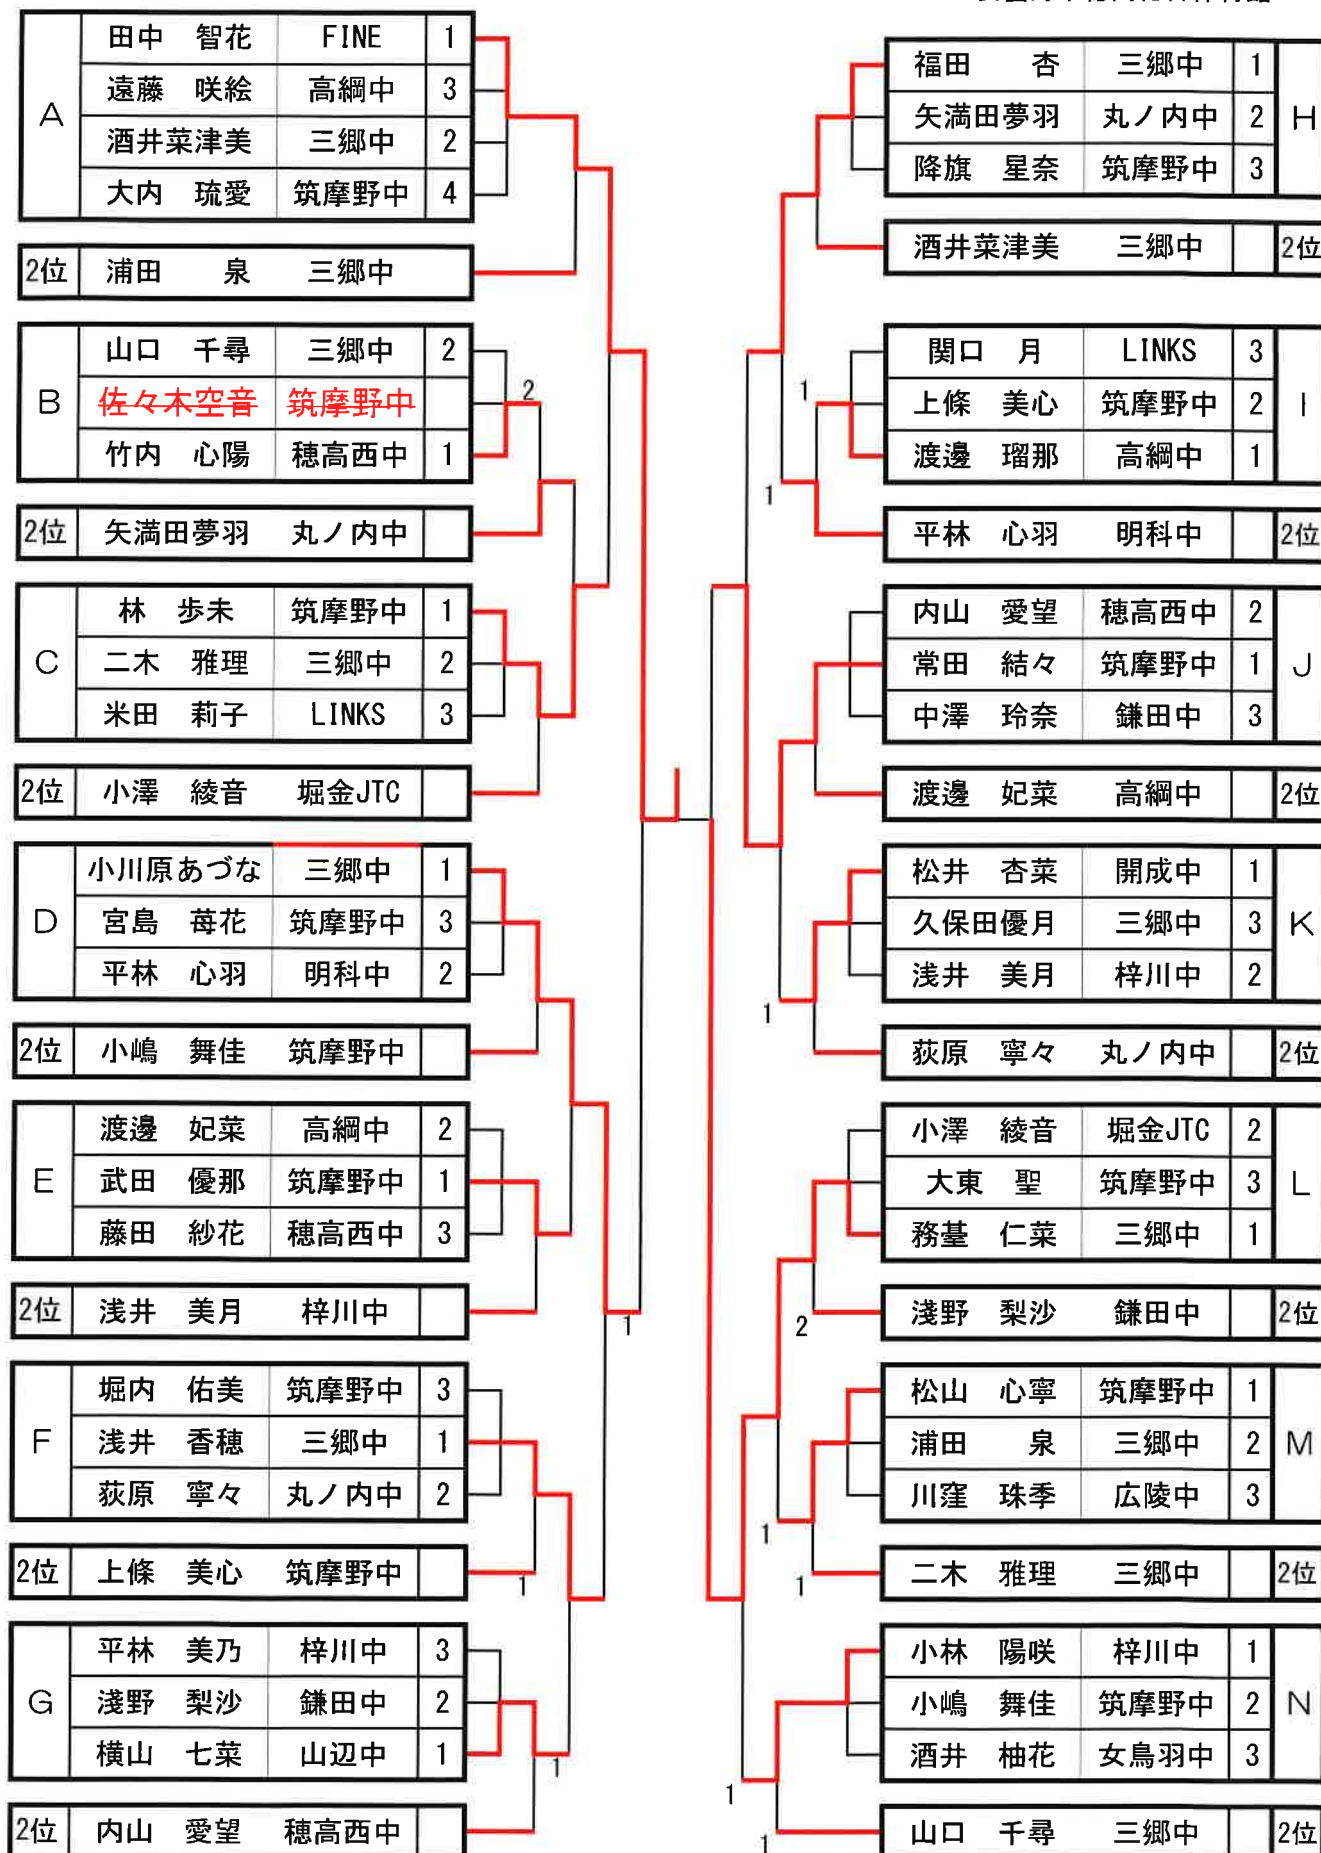 A
田中 智花 FINE 1
遠藤 咲絵 高綱中 3
酒井菜津美 三郷中 2
大内 琉愛 筑摩野中 4
2位 浦田 泉 三郷中
B
山口 千尋 三郷中 2
佐々木空音 筑摩野中
竹内 心陽 穂高西中 1
2
2位 矢満田夢羽 丸ノ内中
C
林 歩未 筑摩野中 1
二木 雅理 三郷中 2
米田 莉子 LINKS 3
2位 小澤 綾音 堀金JTC
D
小川原あづな 三郷中 1
宮島 苺花 筑摩野中 3
平林 心羽 明科中 2
2位 小嶋 舞佳 筑摩野中
E
渡邊 妃菜 高綱中 2
武田 優那 筑摩野中 1
藤田 紗花 穂高西中 3
2位 浅井 美月 梓川中
1
F
堀内 佑美 筑摩野中 3
浅井 香穂 三郷中 1
荻原 寧々 丸ノ内中 2
2位 上條 美心 筑摩野中
1
G
平林 美乃 梓川中 3
淺野 梨沙 鎌田中 2
横山 七菜 山辺中 1
1
2位 内山 愛望 穂高西中
福田 杏 三郷中 1
矢満田夢羽 丸ノ内中 2
降旗 星奈 筑摩野中 3
H
酒井菜津美 三郷中 2位
関口 月 LINKS 3
上條 美心 筑摩野中 2
渡邊 瑠那 高綱中 1
I
1
1
平林 心羽 明科中 2位
内山 愛望 穂高西中 2
常田 結々 筑摩野中 1
中澤 玲奈 鎌田中 3
J
渡邊 妃菜 高綱中 2位
松井 杏菜 開成中 1
久保田優月 三郷中 3
浅井 美月 梓川中 2
K
1
荻原 寧々 丸ノ内中 2位
小澤 綾音 堀金JTC 2
大東 聖 筑摩野中 3
務䑓 仁菜 三郷中 1
L
淺野 梨沙 鎌田中 2位
2
松山 心寧 筑摩野中 1
浦田 泉 三郷中 2
川窪 珠季 広陵中 3
M
1
二木 雅理 三郷中 2位
1
小林 陽咲 梓川中 1
小嶋 舞佳 筑摩野中 2
酒井 柚花 女鳥羽中 3
N
1
山口 千尋 三郷中 2位
1